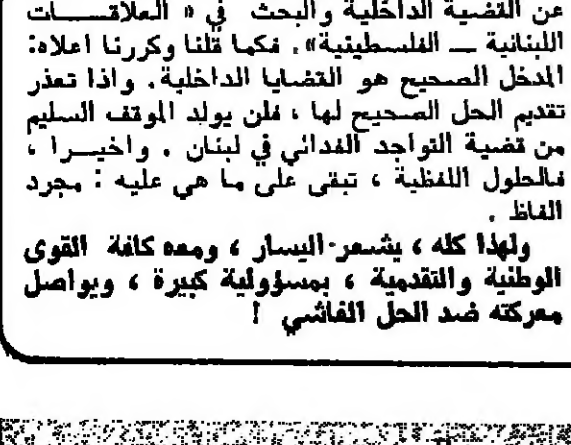 عن القضية الداخلية والبحث في « العلاقـــات
اللبنانية ـــ الفلسطينية» . فكما قلنا وكررنا اعلاه:
المدخل الصحيح هو القضايا الداخلية . واذا تعذر
تقديم الحل الصحيح لها ، فلن يولد الموقف السليم
من قضية التواجد الفدائي في لبنان . واخيـــرا ،
فالحلول اللفظية ، تبقى على ما هي عليه : مجرد
الفاظ .
ولهذا كله ، يشعر اليسار ، ومعه كافة القوى
الوطنية والتقدمية ، بمسؤولية كبيرة ، ويواصل
معركته ضد الحل الفاشي !